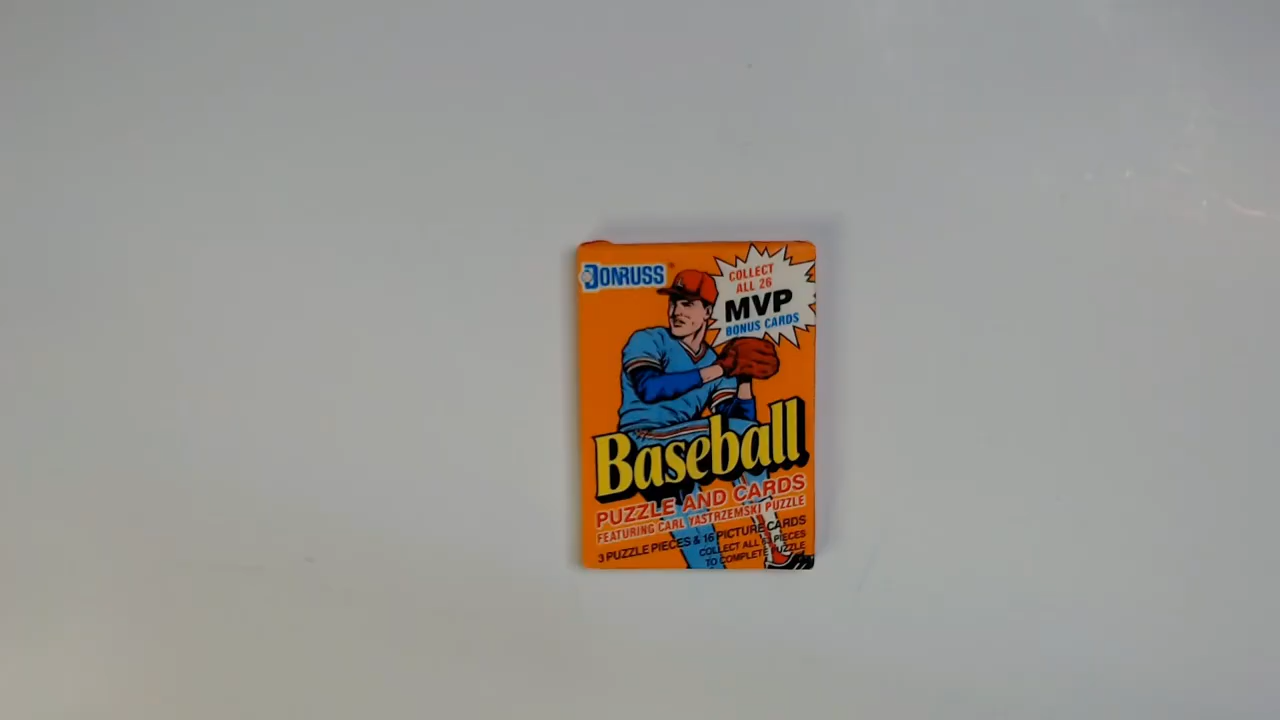 DONRUSS
COLLECT
ALL 26
MVP
BONUS CARDS
Baseball
PUZZLE AND CARDS
FEATURING CARL YASTRZEMSKI PUZZLE
3 PUZZLE PIECES & 16 PICTURE CARDS
COLLECT ALL 63 PIECES
TO COMPLETE PUZZLE